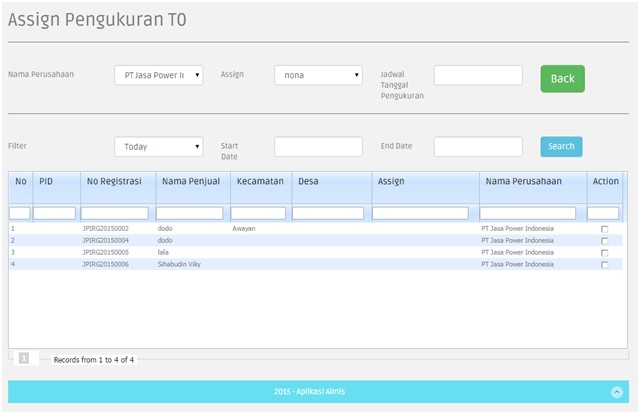 Assign Pengukuran T0
Nama Perusahaan PT Jasa Power I Assign nona Jadwal Tanggal Pengukuran Back
Filter Today Start Date End Date Search
No PID No Registrasi Nama Penjual Kecamatan Desa Assign Nama Perusahaan Action
1 JPIRG20150002 dodo Awayan PT Jasa Power Indonesia
2 JPIRG20150004 dodo PT Jasa Power Indonesia
3 JPIRG20150005 lala PT Jasa Power Indonesia
4 JPIRG20150006 Sihabudin Viky PT Jasa Power Indonesia
1 Records from 1 to 4 of 4
2015 - Aplikasi Almis